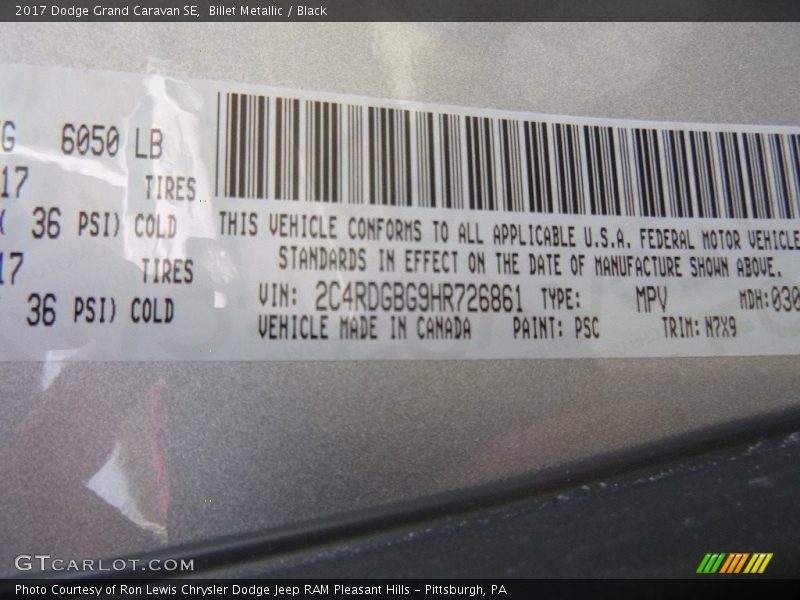 2017 Dodge Grand Caravan SE, Billet Metallic / Black
6050 LB
17 TIRES
36 PSI) COLD
17 TIRES
36 PSI) COLD
THIS VEHICLE CONFORMS TO ALL APPLICABLE U.S.A. FEDERAL MOTOR VEHICLE
STANDARDS IN EFFECT ON THE DATE OF MANUFACTURE SHOWN ABOVE.
VIN: 2C4RDGBG9HR726861 TYPE: MPV MDH:030
VEHICLE MADE IN CANADA PAINT: PSC TRIM: N7X9
GTCARLOT.COM
Photo Courtesy of Ron Lewis Chrysler Dodge Jeep RAM Pleasant Hills - Pittsburgh, PA